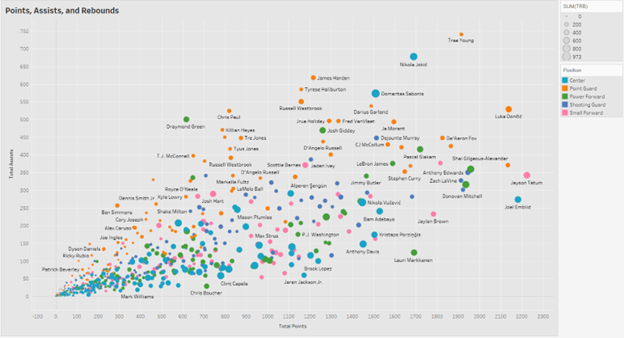 Points, Assists, and Rebounds
SUM(TRB)
0
200
400
600
800
973
Position
Center
Point Guard
Power Forward
Shooting Guard
Small Forward
Total Assists
750
700
650
600
550
500
450
400
350
300
250
200
150
100
50
0
Trae Young
Nikola Jokić
James Harden
Tyrese Haliburton
Domantas Sabonis
Russell Westbrook
Darius Garland
Luka Dončić
Chris Paul
Draymond Green
Jrue Holiday
Fred VanVleet
Ja Morant
Killian Hayes
Josh Giddey
Tre Jones
Dejounte Murray
De'Aaron Fox
Tyus Jones
D'Angelo Russell
CJ McCollum
T.J. McConnell
Pascal Siakam
Shai Gilgeous-Alexander
Russell Westbrook
Scottie Barnes
Jaden Ivey
LeBron James
D'Angelo Russell
Anthony Edwards
Markelle Fultz
Stephen Curry
Zach LaVine
Jayson Tatum
Royce O'Neale
LaMelo Ball
Alperen Şengün
Jimmy Butler
Donovan Mitchell
Dennis Smith Jr.
Kyle Lowry
Josh Hart
Nikola Vučević
Joel Embiid
Ben Simmons
Shake Milton
Mason Plumlee
Bam Adebayo
Jaylen Brown
Cory Joseph
Alex Caruso
Max Strus
P.J. Washington
Kristaps Porziņģis
Joe Ingles
Dyson Daniels
Anthony Davis
Lauri Markkanen
Ricky Rubio
Patrick Beverley
Clint Capela
Brook Lopez
Jaren Jackson Jr.
Mark Williams
Chris Boucher
-100
0
100
200
300
400
500
600
700
800
900
1000
1100
1200
1300
1400
1500
1600
1700
1800
1900
2000
2100
2200
2300
Total Points